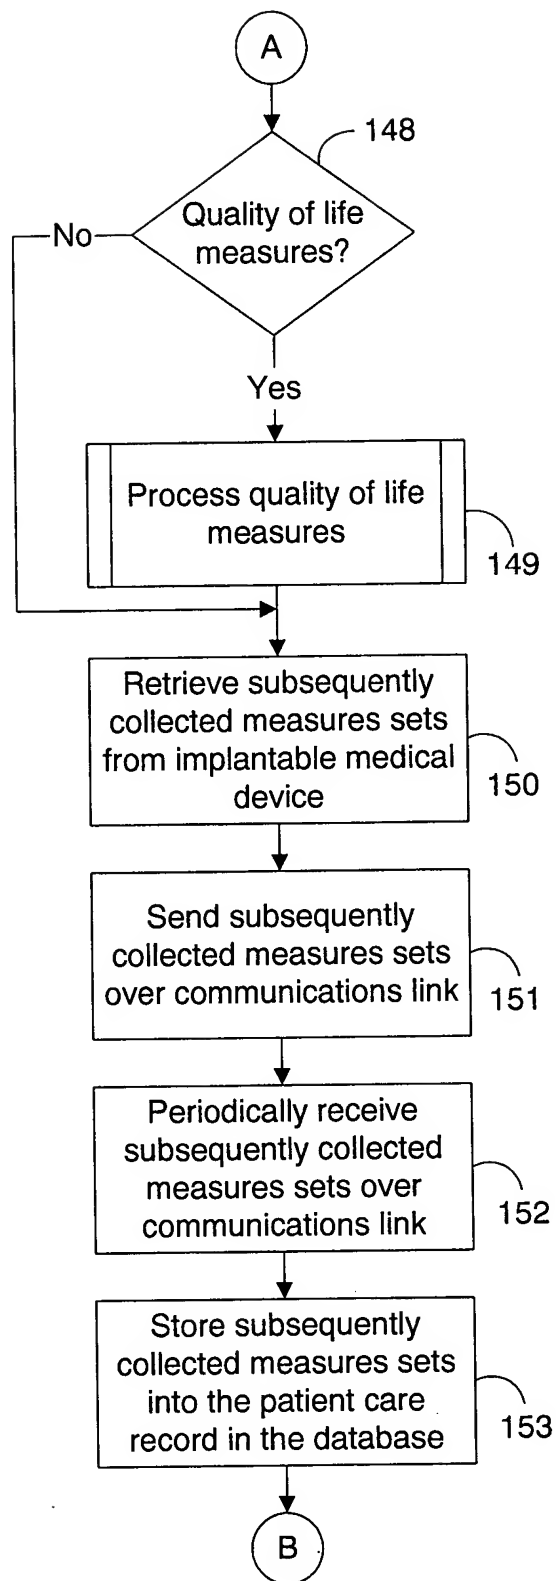 A
148
Quality of life
measures?
No
Yes
Process quality of life
measures
149
Retrieve subsequently
collected measures sets
from implantable medical
device
150
Send subsequently
collected measures sets
over communications link
151
Periodically receive
subsequently collected
measures sets over
communications link
152
Store subsequently
collected measures sets
into the patient care
record in the database
153
B